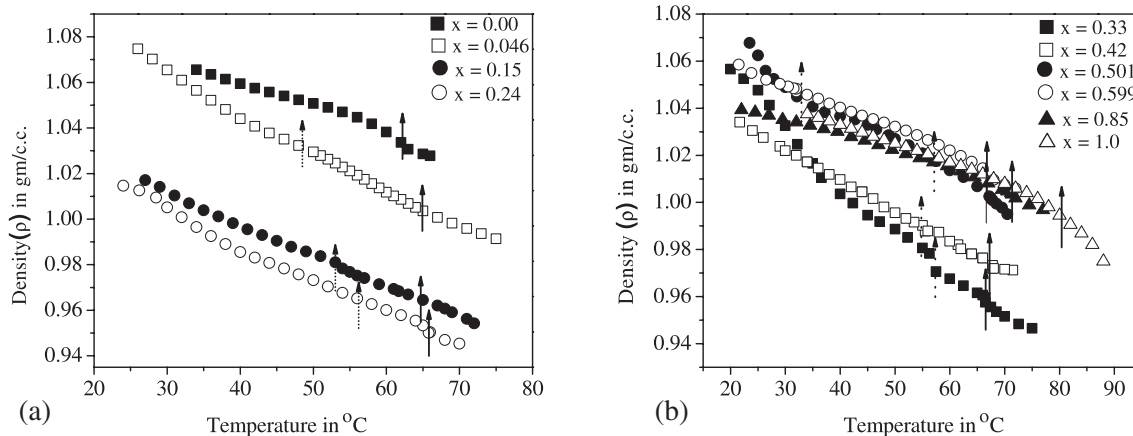 1.08
1.06
1.04
1.02
1.00
0.98
0.96
0.94
Density(ρ) in gm/c.c.
x = 0.00
x = 0.046
x = 0.15
x = 0.24
20 30 40 50 60 70 80
Temperature in °C
(a)
1.08
1.06
1.04
1.02
1.00
0.98
0.96
0.94
Density (ρ) in gm/c.c.
x = 0.33
x = 0.42
x = 0.501
x = 0.599
x = 0.85
x = 1.0
20 30 40 50 60 70 80 90
Temperature in °C
(b)